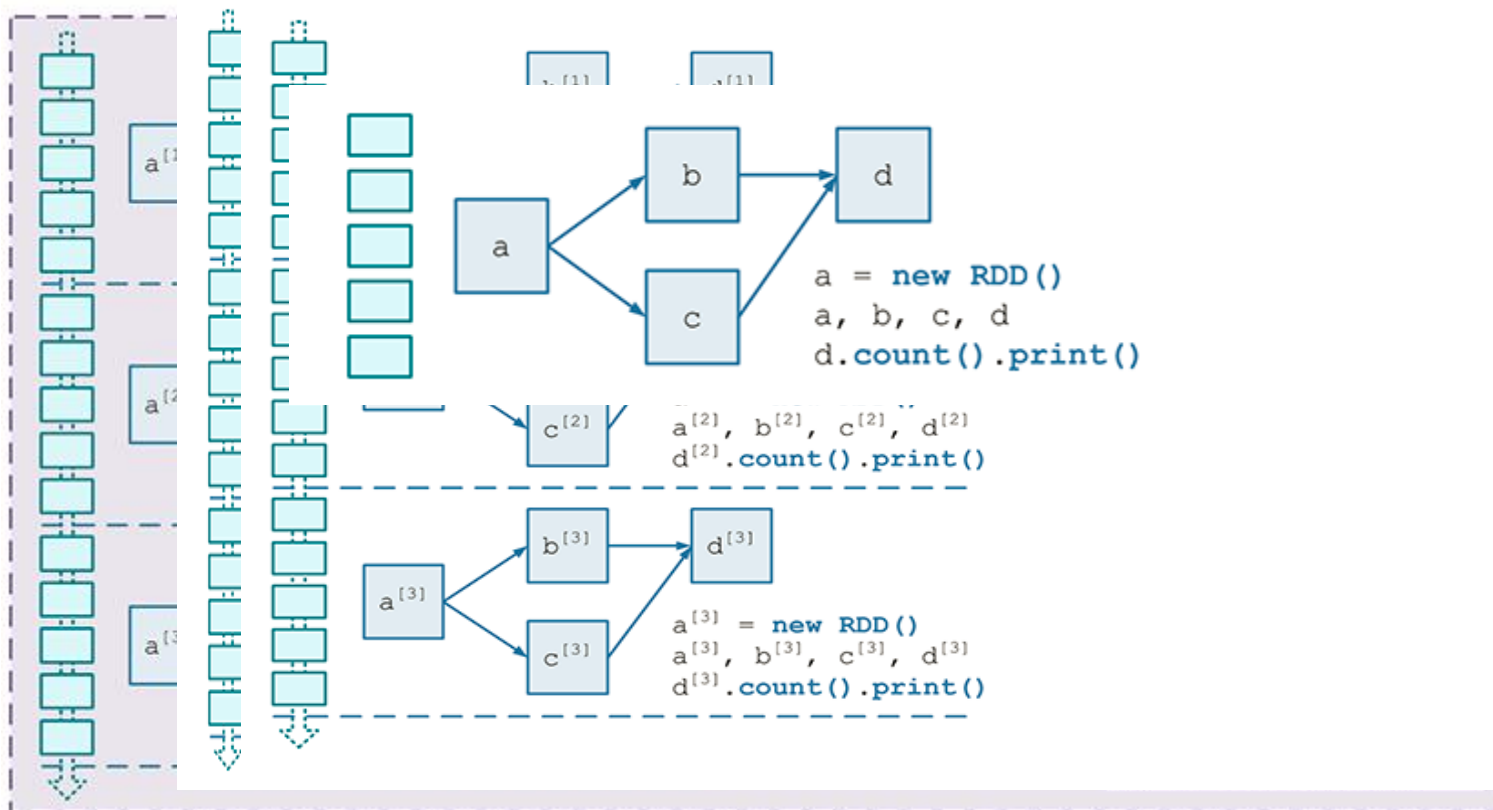 b
d
a
c
a = new RDD()
a, b, c, d
d.count().print()
c[2]
a[2], b[2], c[2], d[2]
d[2].count().print()
b[3]
d[3]
a[3]
c[3]
a[3] = new RDD()
a[3], b[3], c[3], d[3]
d[3].count().print()